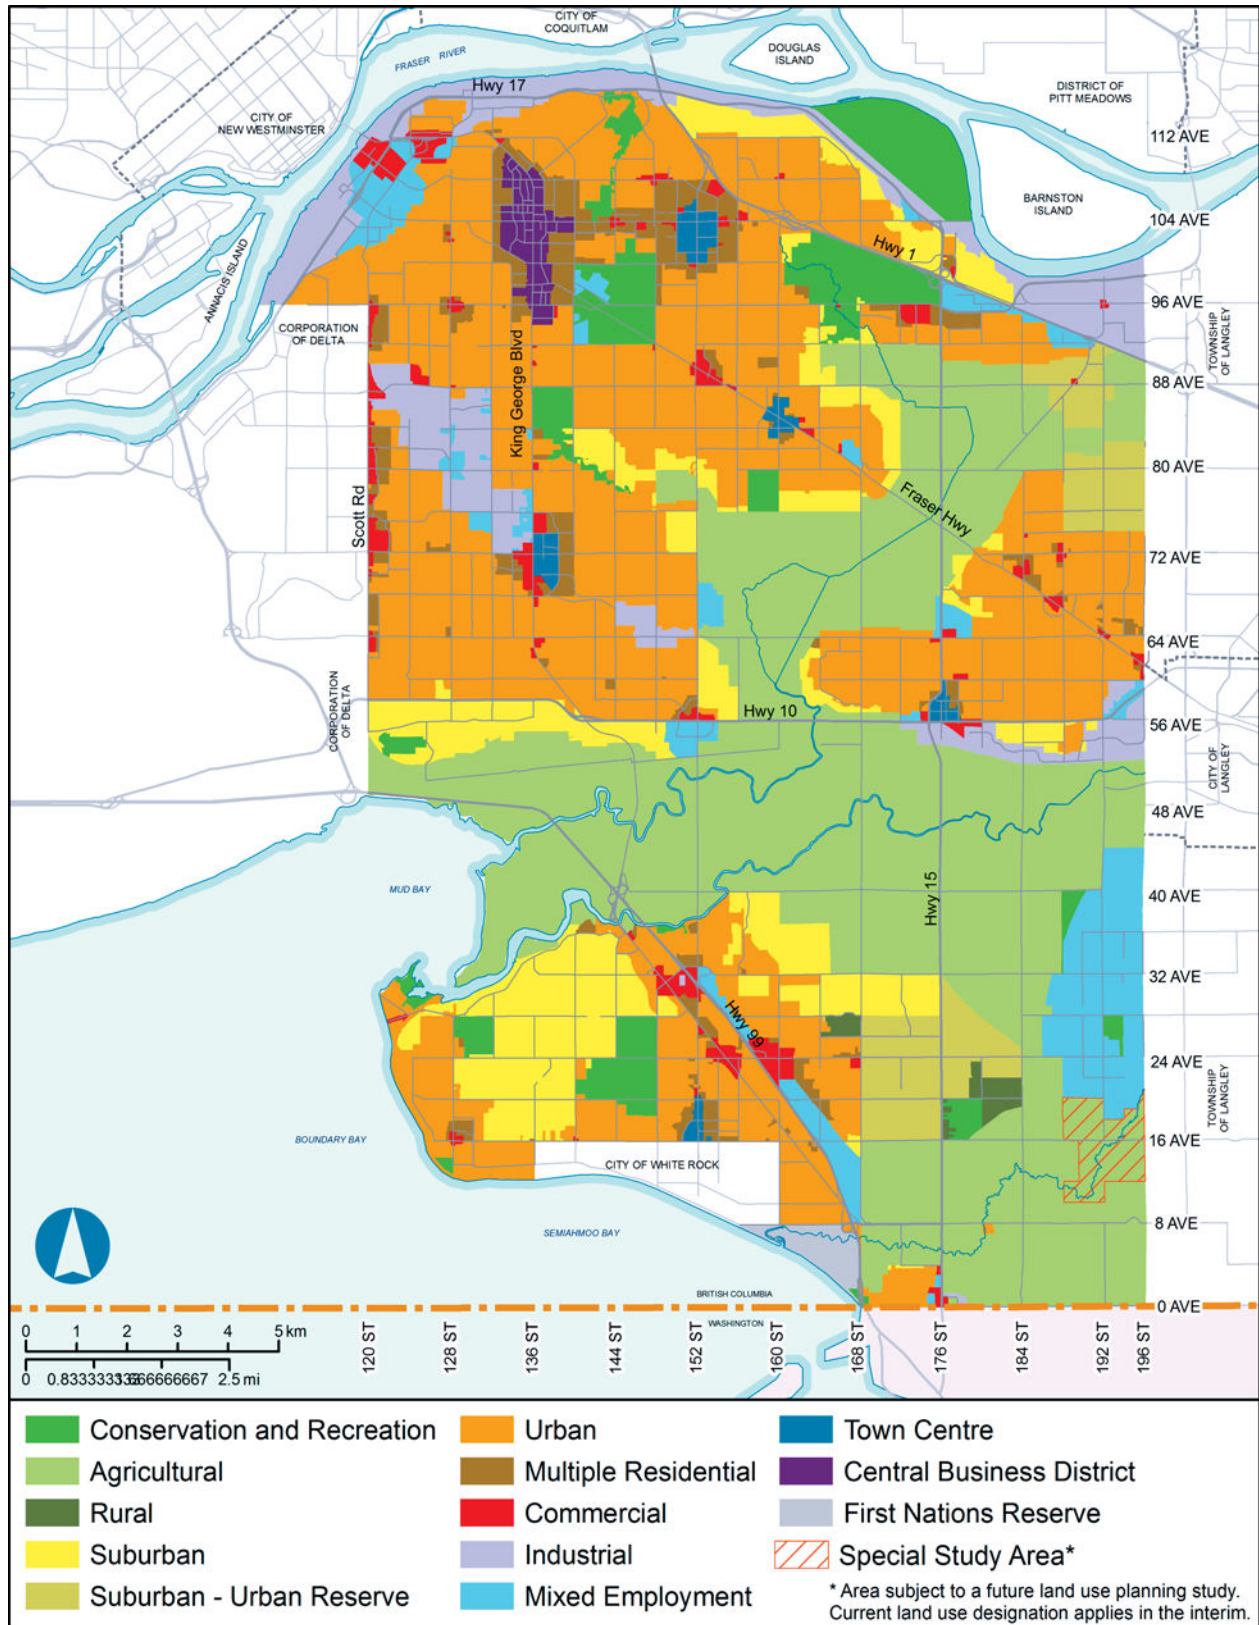 CITY OF
COQUITLAM
FRASER RIVER
DOUGLAS
ISLAND
Hwy 17
DISTRICT OF
PITT MEADOWS
CITY OF
NEW WESTMINSTER
112 AVE
BARNSTON
ISLAND
104 AVE
Hwy 1
ANNACIS ISLAND
96 AVE
CORPORATION
OF DELTA
TOWNSHIP
OF LANGLEY
King George Blvd
88 AVE
80 AVE
Scott Rd
Fraser Hwy
72 AVE
64 AVE
CORPORATION
OF DELTA
Hwy 10
56 AVE
CITY OF
LANGLEY
48 AVE
MUD BAY
Hwy 15
40 AVE
32 AVE
Hwy 99
24 AVE
TOWNSHIP
OF LANGLEY
BOUNDARY BAY
16 AVE
CITY OF WHITE ROCK
SEMIAHMOO BAY
8 AVE
BRITISH COLUMBIA
0 AVE
WASHINGTON
0 1 2 3 4 5 km
0 2.5 mi
120 ST
128 ST
136 ST
144 ST
152 ST
160 ST
168 ST
176 ST
184 ST
192 ST
196 ST
Conservation and Recreation
Agricultural
Rural
Suburban
Suburban - Urban Reserve
Urban
Multiple Residential
Commercial
Industrial
Mixed Employment
Town Centre
Central Business District
First Nations Reserve
Special Study Area*
* Area subject to a future land use planning study.
Current land use designation applies in the interim.